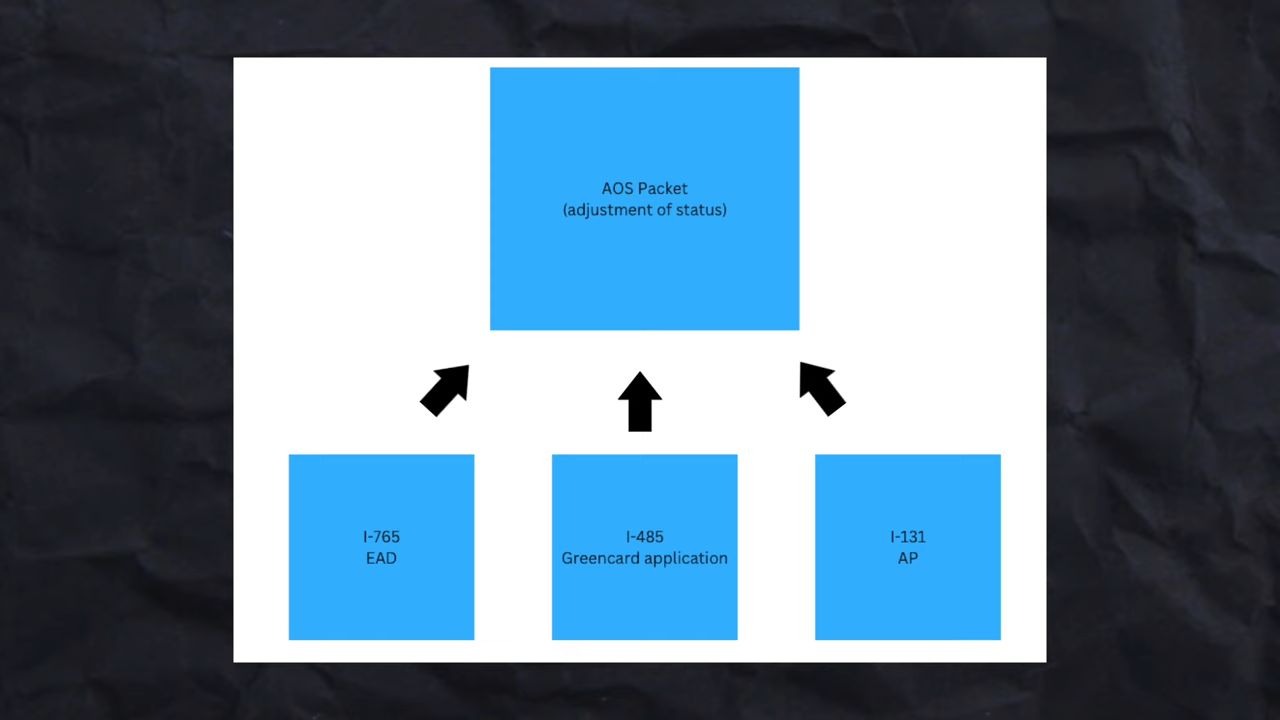 AOS Packet
(adjustment of status)
I-765
EAD
I-485
Greencard application
I-131
AP